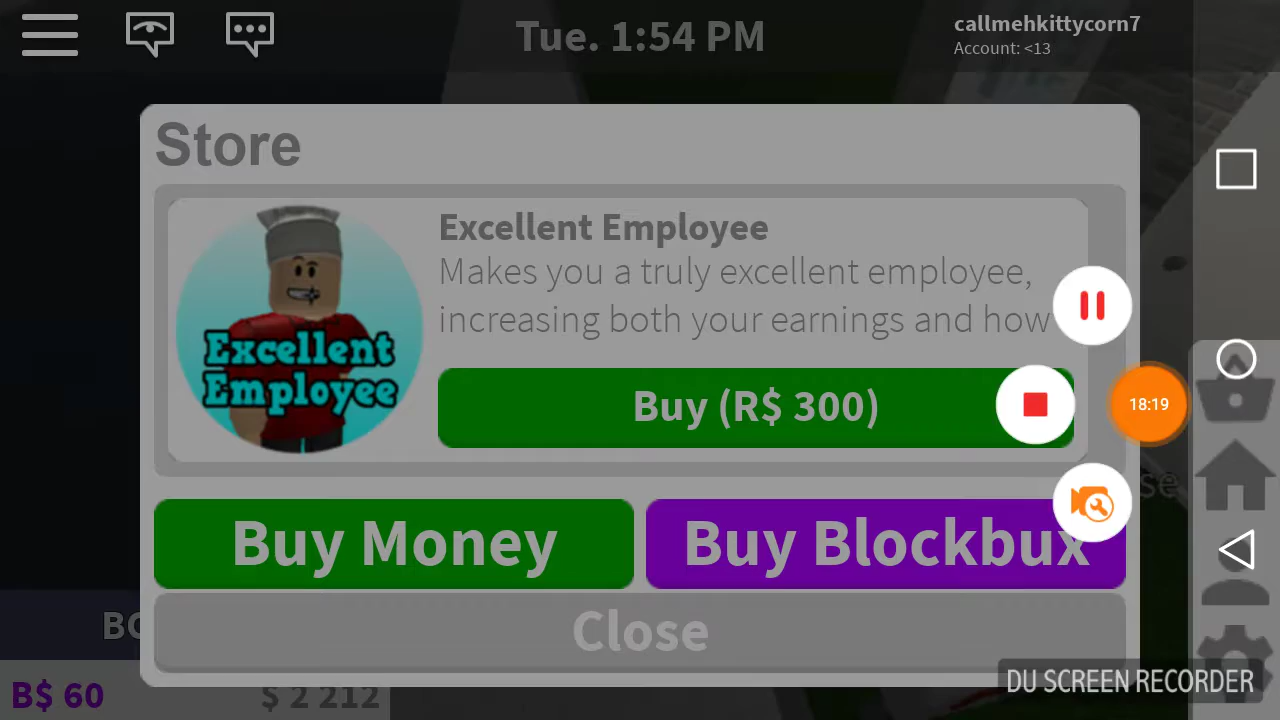 Tue. 1:54 PM
callmehkittycorn7
Account: <13
Store
Excellent Employee
Makes you a truly excellent employee,
increasing both your earnings and how
Excellent
Employee
Buy (R$ 300)
18:19
Buy Money
Buy Blockbux
Close
B$ 60
$ 2 212
DU SCREEN RECORDER